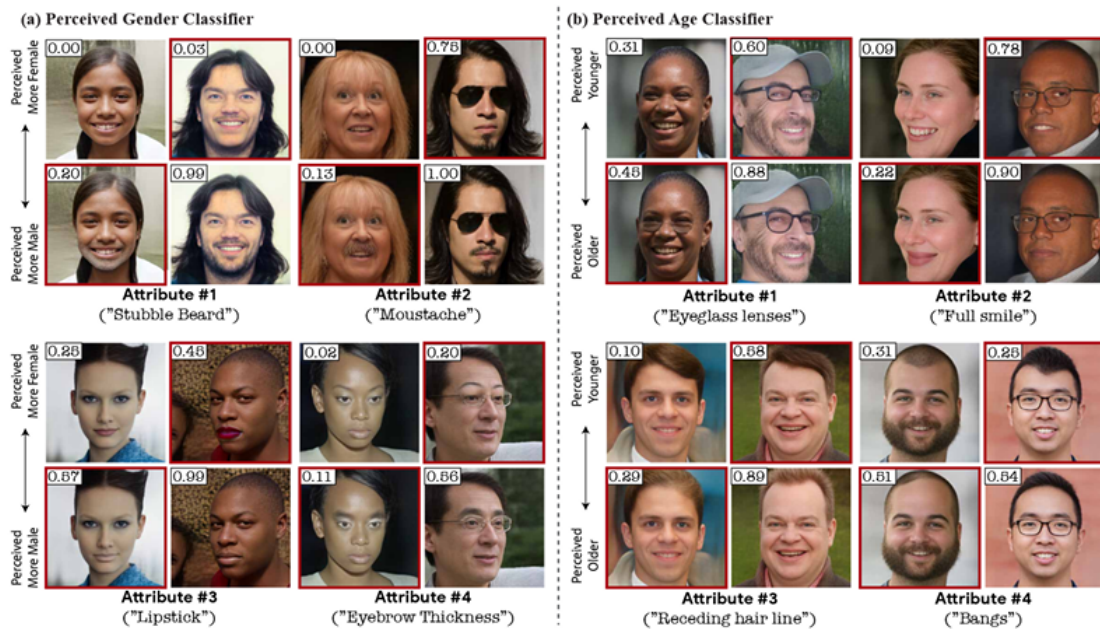 (a) Perceived Gender Classifier
(b) Perceived Age Classifier
Perceived More Female
0.00 0.03 0.00 0.75
Perceived More Male
0.20 0.99 0.13 1.00
Attribute #1 Attribute #2
("Stubble Beard") ("Moustache")
Perceived More Female
0.25 0.45 0.02 0.20
Perceived More Male
0.57 0.99 0.11 0.56
Attribute #3 Attribute #4
("Lipstick") ("Eyebrow Thickness")
Perceived Younger
0.31 0.60 0.09 0.78
Perceived Older
0.45 0.88 0.22 0.90
Attribute #1 Attribute #2
("Eyeglass lenses") ("Full smile")
Perceived Younger
0.10 0.58 0.31 0.25
Perceived Older
0.29 0.89 0.51 0.54
Attribute #3 Attribute #4
("Receding hair line") ("Bangs")